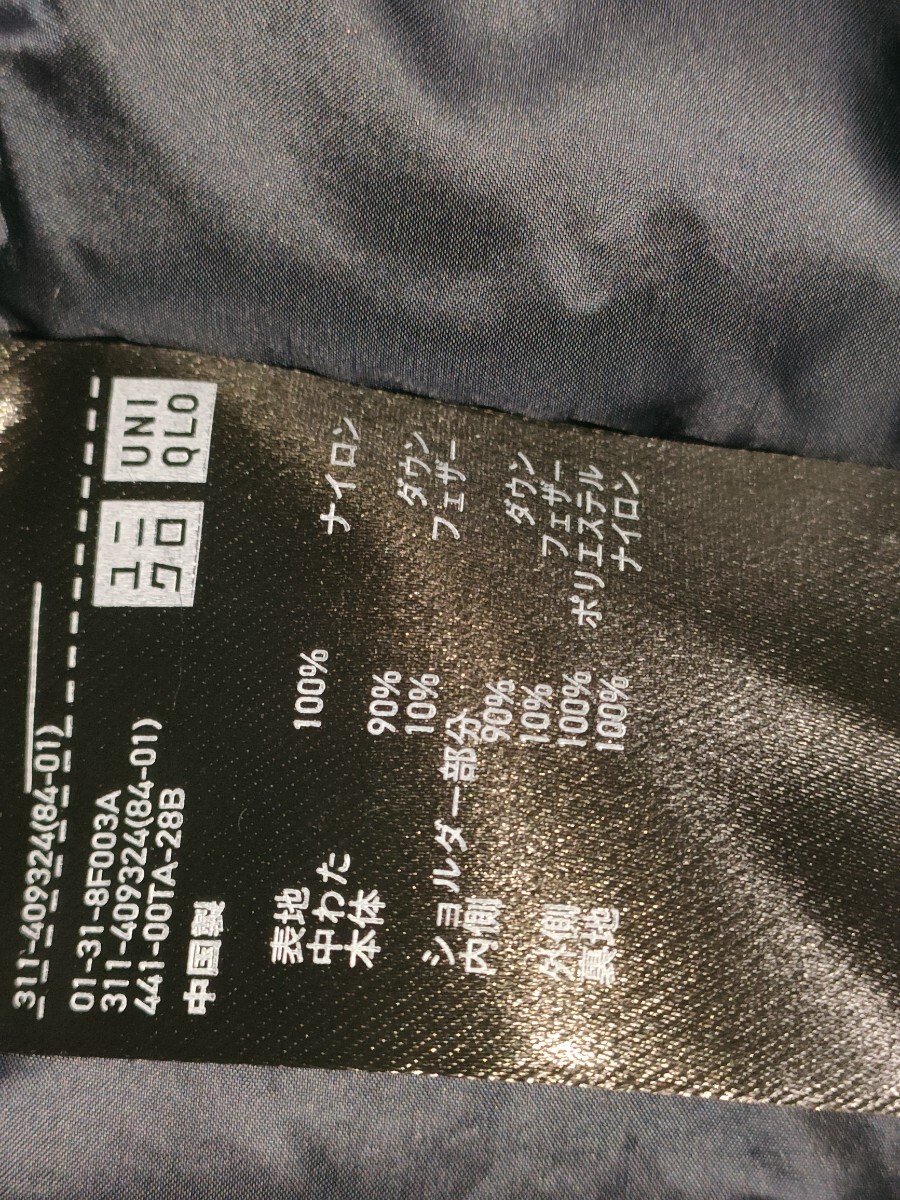 311-409324(84-01)
UNI
QLO
ユニ
クロ
01-31-8F003A
311-409324(84-01)
441-00TA-28B
中国製
表地 100% ナイロン
中わた
本体 90% ダウン
10% フェザー
ショルダー部分
内側 90% ダウン
10% フェザー
外側 100% ポリエステル
裏地 100% ナイロン